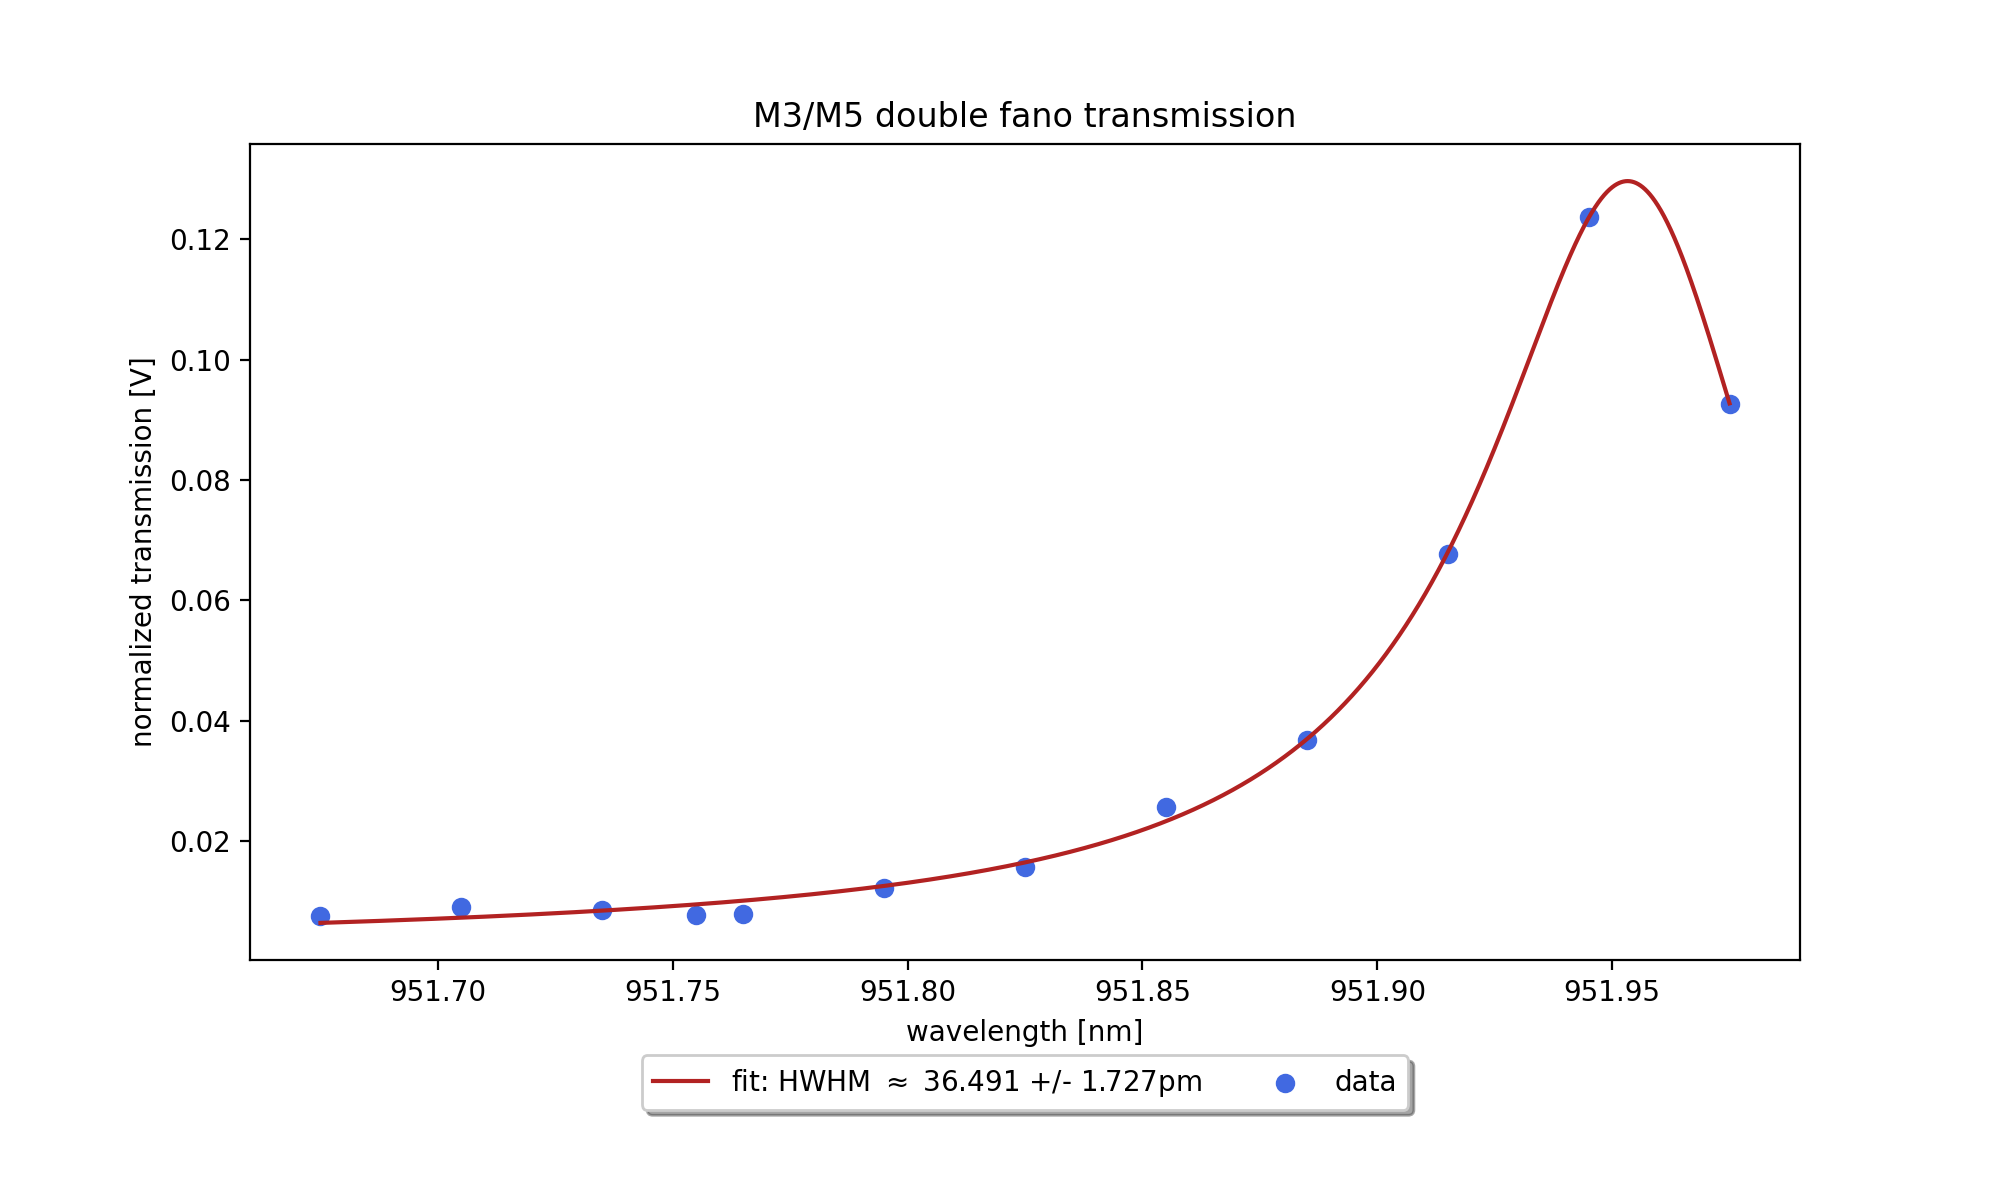 M3/M5 double fano transmission
normalized transmission [V]
0.12
0.10
0.08
0.06
0.04
0.02
951.70 951.75 951.80 951.85 951.90 951.95
wavelength [nm]
fit: HWHM ≈ 36.491 +/- 1.727pm data